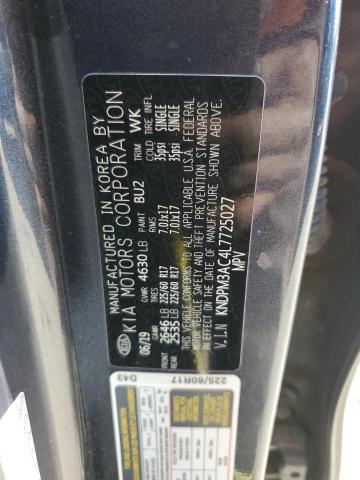 MANUFACTURED IN KOREA BY
KIA MOTORS CORPORATION
06/19 GVWR 4630 LB PAINT BU2 TRIM WK
GAWR RIMS COLD TIRE INFL
FRONT 2646 LB 225/60 R17 7.0Jx17 35psi SINGLE
REAR 2535 LB 225/60 R17 7.0Jx17 35psi SINGLE
THIS VEHICLE CONFORMS TO ALL APPLICABLE U.S.A. FEDERAL
MOTOR VEHICLE SAFETY, BUMPER, AND THEFT PREVENTION STANDARDS
IN EFFECT ON THE DATE OF MANUFACTURE SHOWN ABOVE.
V.I.N KNDPM3AC4L7725027
MPV
KIA
D43
225/60R17